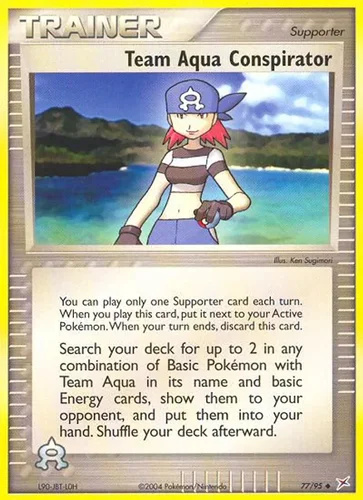 TRAINER
Supporter
Team Aqua Conspirator
Illus. Ken Sugimori
You can play only one Supporter card each turn.
When you play this card, put it next to your Active
Pokémon. When your turn ends, discard this card.
Search your deck for up to 2 in any
combination of Basic Pokémon with
Team Aqua in its name and basic
Energy cards, show them to your
opponent, and put them into your
hand. Shuffle your deck afterward.
L90-JBT-L0H
©2004 Pokémon/Nintendo
77/95